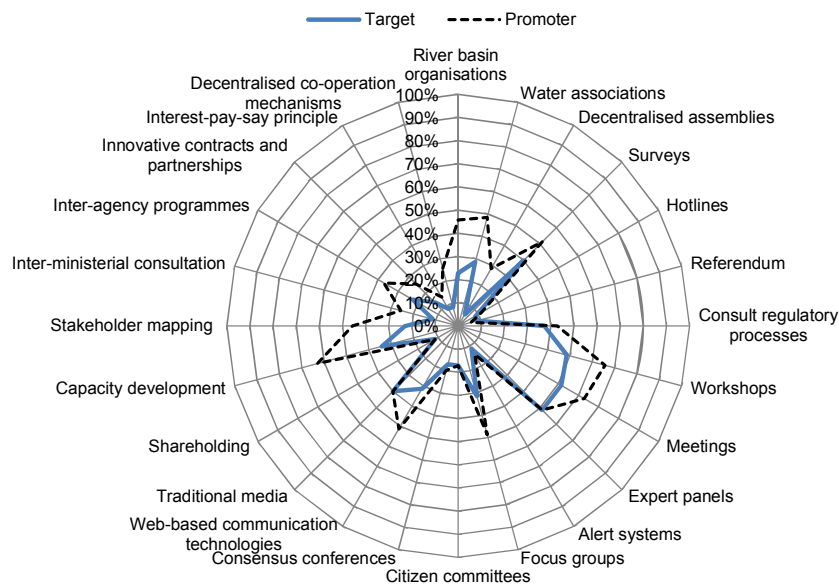 Target
Promoter
River basin
organisations
Water associations
Decentralised assemblies
Surveys
Hotlines
Referendum
Consult regulatory
processes
Workshops
Meetings
Expert panels
Alert systems
Focus groups
Citizen committees
Consensus conferences
Web-based communication
technologies
Traditional media
Shareholding
Capacity development
Stakeholder mapping
Inter-ministerial consultation
Inter-agency programmes
Innovative contracts and
partnerships
Interest-pay-say principle
Decentralised co-operation
mechanisms
100%
90%
80%
70%
60%
50%
40%
30%
20%
10%
0%